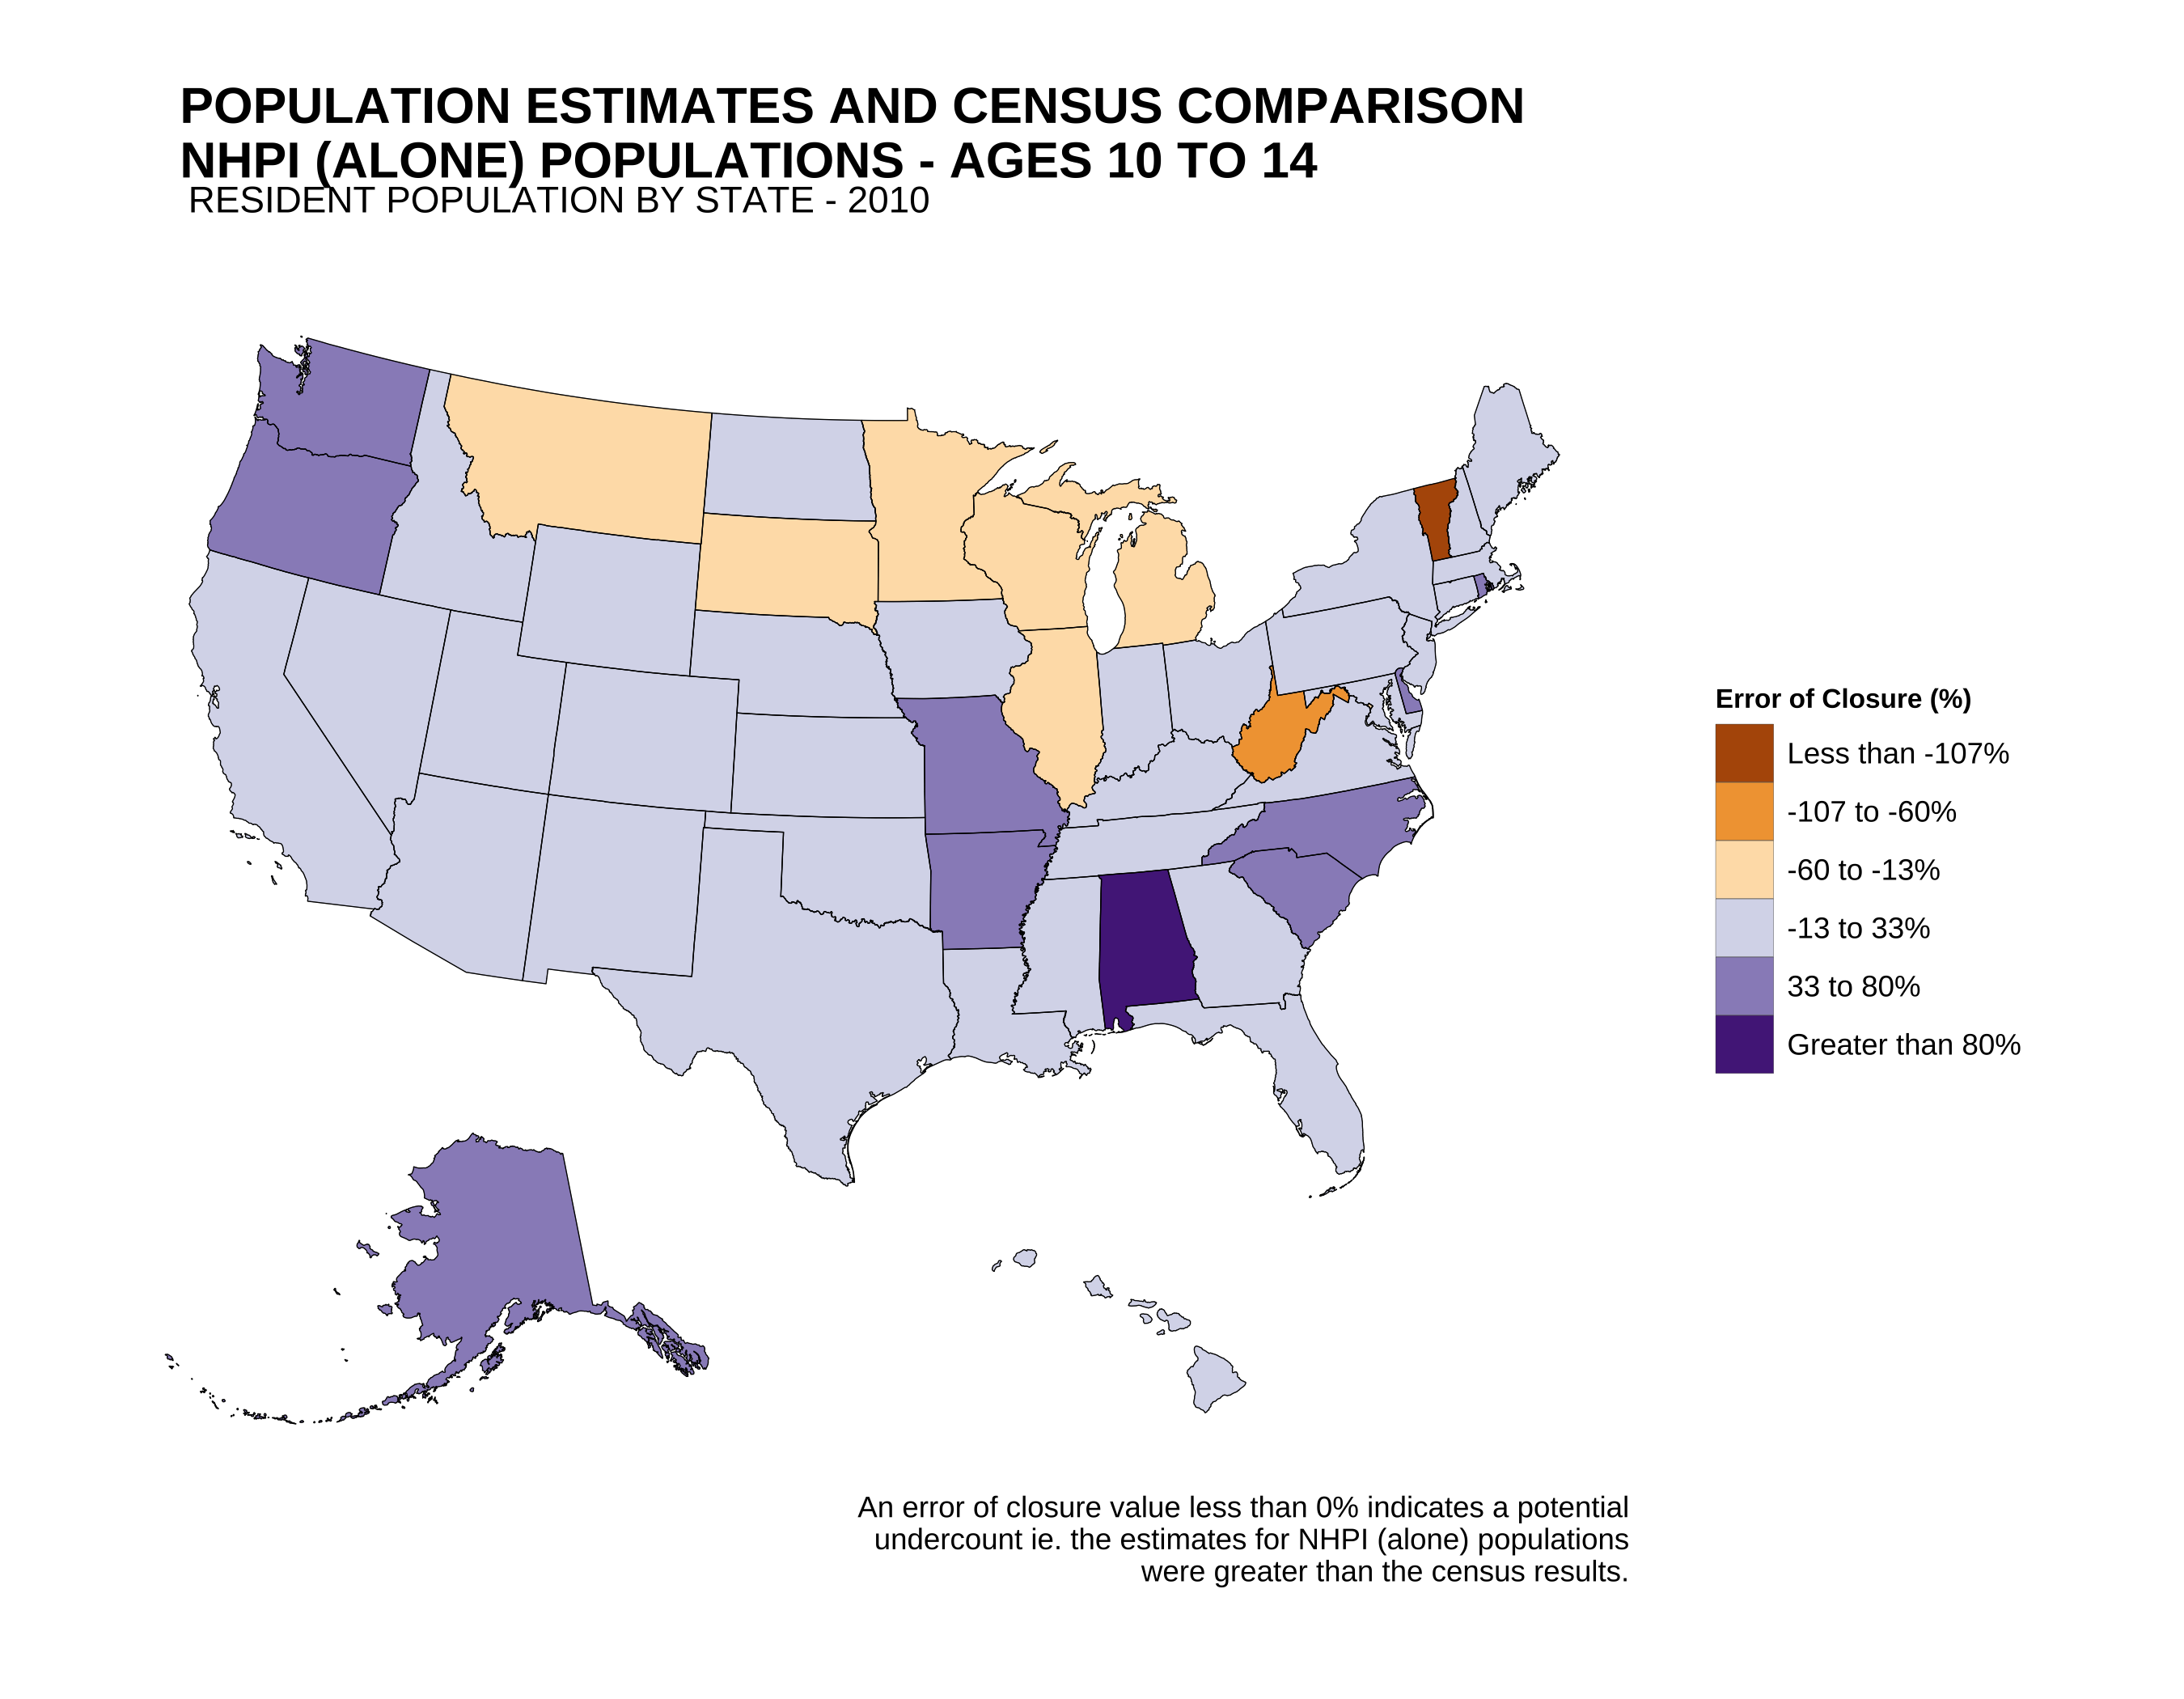 POPULATION ESTIMATES AND CENSUS COMPARISON
NHPI (ALONE) POPULATIONS - AGES 10 TO 14
RESIDENT POPULATION BY STATE - 2010
Error of Closure (%)
Less than -107%
-107 to -60%
-60 to -13%
-13 to 33%
33 to 80%
Greater than 80%
An error of closure value less than 0% indicates a potential
undercount ie. the estimates for NHPI (alone) populations
were greater than the census results.